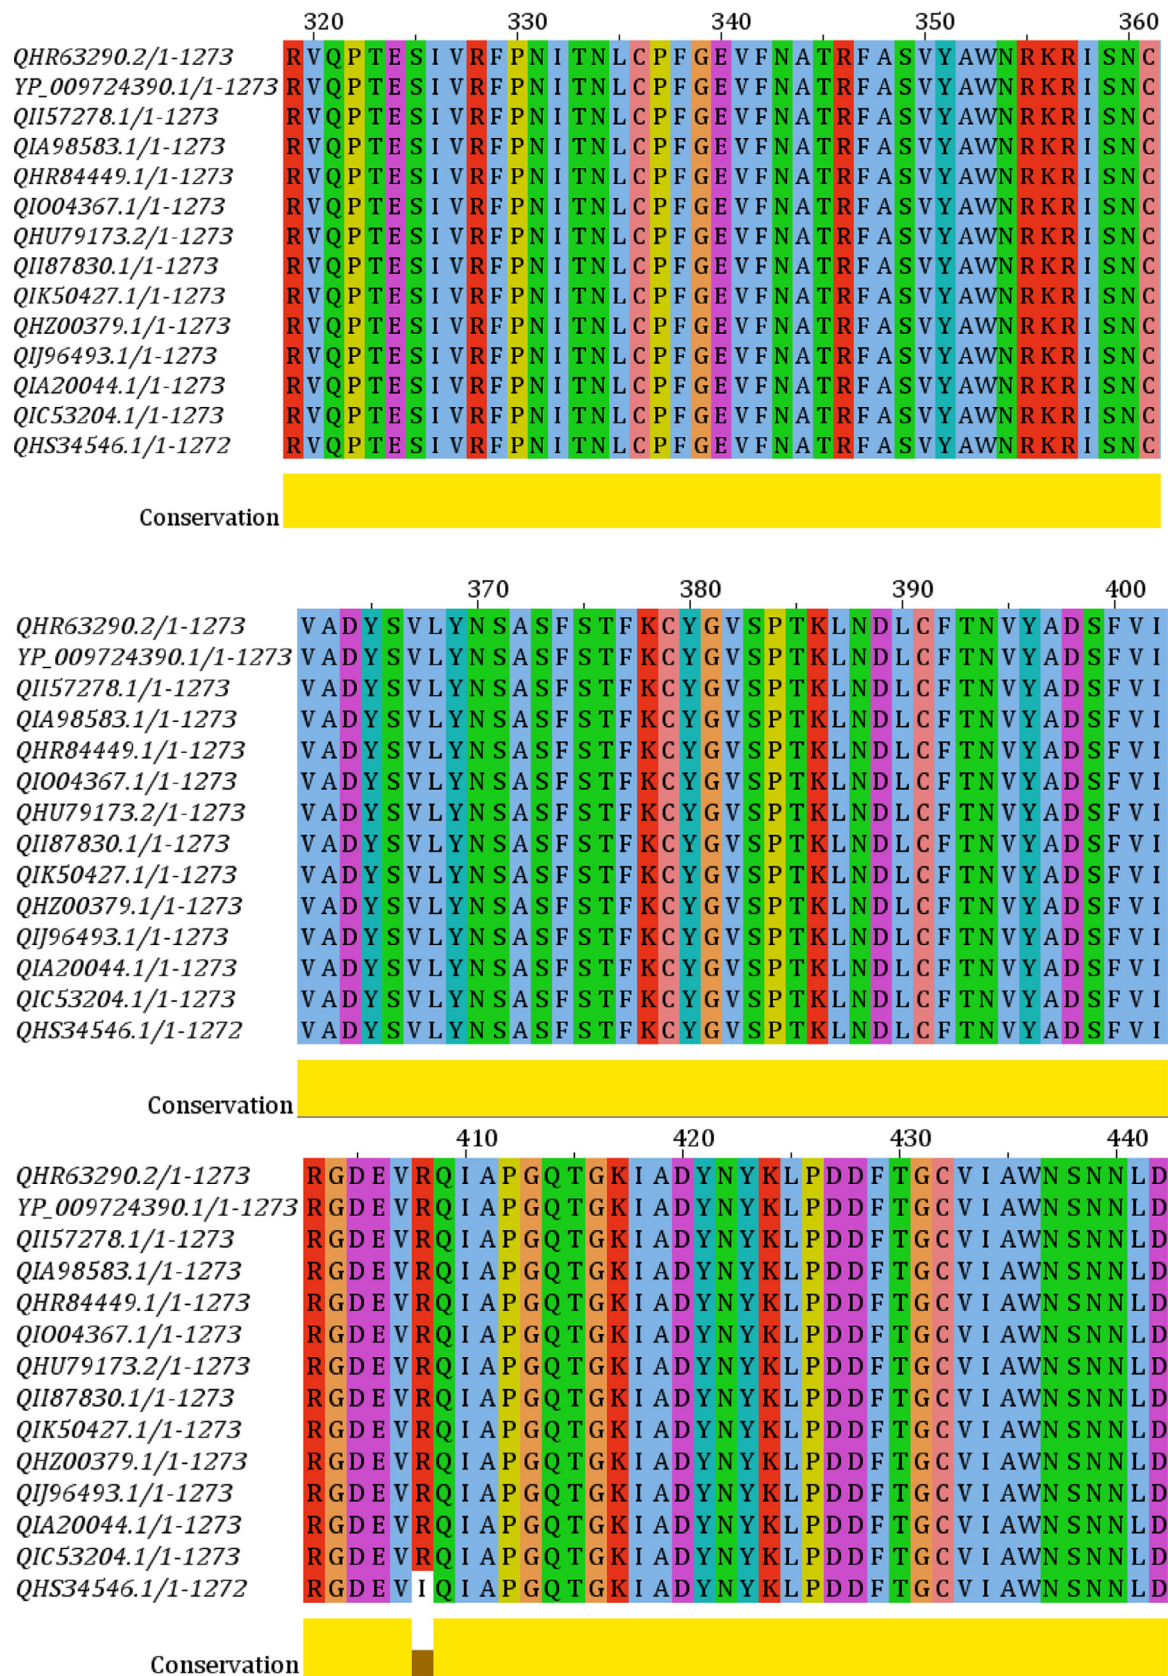 320 330 340 350 360
QHR63290.2/1-1273 RVQPTESIVRFPNITNLCPFGEVFNATRFASVYAWNRKRISNC
YP_009724390.1/1-1273 RVQPTESIVRFPNITNLCPFGEVFNATRFASVYAWNRKRISNC
QII57278.1/1-1273 RVQPTESIVRFPNITNLCPFGEVFNATRFASVYAWNRKRISNC
QIA98583.1/1-1273 RVQPTESIVRFPNITNLCPFGEVFNATRFASVYAWNRKRISNC
QHR84449.1/1-1273 RVQPTESIVRFPNITNLCPFGEVFNATRFASVYAWNRKRISNC
QIO04367.1/1-1273 RVQPTESIVRFPNITNLCPFGEVFNATRFASVYAWNRKRISNC
QHU79173.2/1-1273 RVQPTESIVRFPNITNLCPFGEVFNATRFASVYAWNRKRISNC
QII87830.1/1-1273 RVQPTESIVRFPNITNLCPFGEVFNATRFASVYAWNRKRISNC
QIK50427.1/1-1273 RVQPTESIVRFPNITNLCPFGEVFNATRFASVYAWNRKRISNC
QHZ00379.1/1-1273 RVQPTESIVRFPNITNLCPFGEVFNATRFASVYAWNRKRISNC
QIJ96493.1/1-1273 RVQPTESIVRFPNITNLCPFGEVFNATRFASVYAWNRKRISNC
QIA20044.1/1-1273 RVQPTESIVRFPNITNLCPFGEVFNATRFASVYAWNRKRISNC
QIC53204.1/1-1273 RVQPTESIVRFPNITNLCPFGEVFNATRFASVYAWNRKRISNC
QHS34546.1/1-1272 RVQPTESIVRFPNITNLCPFGEVFNATRFASVYAWNRKRISNC
Conservation
370 380 390 400
QHR63290.2/1-1273 VADYSVLYNSASFSTFKCYGVSPTKLNDLCFTNVYADSFVI
YP_009724390.1/1-1273 VADYSVLYNSASFSTFKCYGVSPTKLNDLCFTNVYADSFVI
QII57278.1/1-1273 VADYSVLYNSASFSTFKCYGVSPTKLNDLCFTNVYADSFVI
QIA98583.1/1-1273 VADYSVLYNSASFSTFKCYGVSPTKLNDLCFTNVYADSFVI
QHR84449.1/1-1273 VADYSVLYNSASFSTFKCYGVSPTKLNDLCFTNVYADSFVI
QIO04367.1/1-1273 VADYSVLYNSASFSTFKCYGVSPTKLNDLCFTNVYADSFVI
QHU79173.2/1-1273 VADYSVLYNSASFSTFKCYGVSPTKLNDLCFTNVYADSFVI
QII87830.1/1-1273 VADYSVLYNSASFSTFKCYGVSPTKLNDLCFTNVYADSFVI
QIK50427.1/1-1273 VADYSVLYNSASFSTFKCYGVSPTKLNDLCFTNVYADSFVI
QHZ00379.1/1-1273 VADYSVLYNSASFSTFKCYGVSPTKLNDLCFTNVYADSFVI
QIJ96493.1/1-1273 VADYSVLYNSASFSTFKCYGVSPTKLNDLCFTNVYADSFVI
QIA20044.1/1-1273 VADYSVLYNSASFSTFKCYGVSPTKLNDLCFTNVYADSFVI
QIC53204.1/1-1273 VADYSVLYNSASFSTFKCYGVSPTKLNDLCFTNVYADSFVI
QHS34546.1/1-1272 VADYSVLYNSASFSTFKCYGVSPTKLNDLCFTNVYADSFVI
Conservation
410 420 430 440
QHR63290.2/1-1273 RGDEVRQIAPGQTGKIADYNYKLPDDFTGCVIAWNSNNLD
YP_009724390.1/1-1273 RGDEVRQIAPGQTGKIADYNYKLPDDFTGCVIAWNSNNLD
QII57278.1/1-1273 RGDEVRQIAPGQTGKIADYNYKLPDDFTGCVIAWNSNNLD
QIA98583.1/1-1273 RGDEVRQIAPGQTGKIADYNYKLPDDFTGCVIAWNSNNLD
QHR84449.1/1-1273 RGDEVRQIAPGQTGKIADYNYKLPDDFTGCVIAWNSNNLD
QIO04367.1/1-1273 RGDEVRQIAPGQTGKIADYNYKLPDDFTGCVIAWNSNNLD
QHU79173.2/1-1273 RGDEVRQIAPGQTGKIADYNYKLPDDFTGCVIAWNSNNLD
QII87830.1/1-1273 RGDEVRQIAPGQTGKIADYNYKLPDDFTGCVIAWNSNNLD
QIK50427.1/1-1273 RGDEVRQIAPGQTGKIADYNYKLPDDFTGCVIAWNSNNLD
QHZ00379.1/1-1273 RGDEVRQIAPGQTGKIADYNYKLPDDFTGCVIAWNSNNLD
QIJ96493.1/1-1273 RGDEVRQIAPGQTGKIADYNYKLPDDFTGCVIAWNSNNLD
QIA20044.1/1-1273 RGDEVRQIAPGQTGKIADYNYKLPDDFTGCVIAWNSNNLD
QIC53204.1/1-1273 RGDEVRQIAPGQTGKIADYNYKLPDDFTGCVIAWNSNNLD
QHS34546.1/1-1272 RGDEVIQIAPGQTGKIADYNYKLPDDFTGCVIAWNSNNLD
Conservation